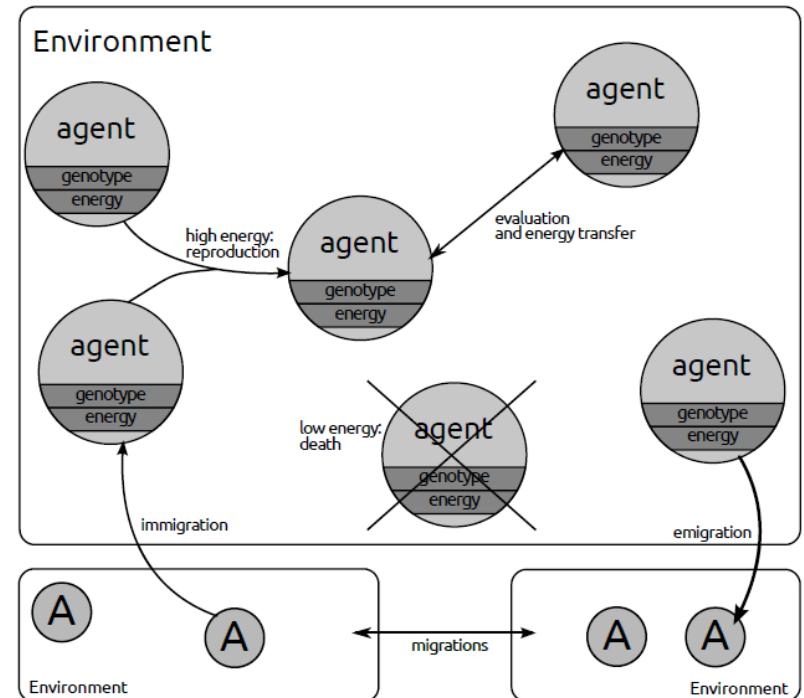 Environment
agent
genotype
energy
agent
genotype
energy
high energy:
reproduction
agent
genotype
energy
evaluation
and energy transfer
agent
genotype
energy
low energy:
death
agent
genotype
energy
agent
genotype
energy
immigration
emigration
A
A
Environment
migrations
A
A
Environment